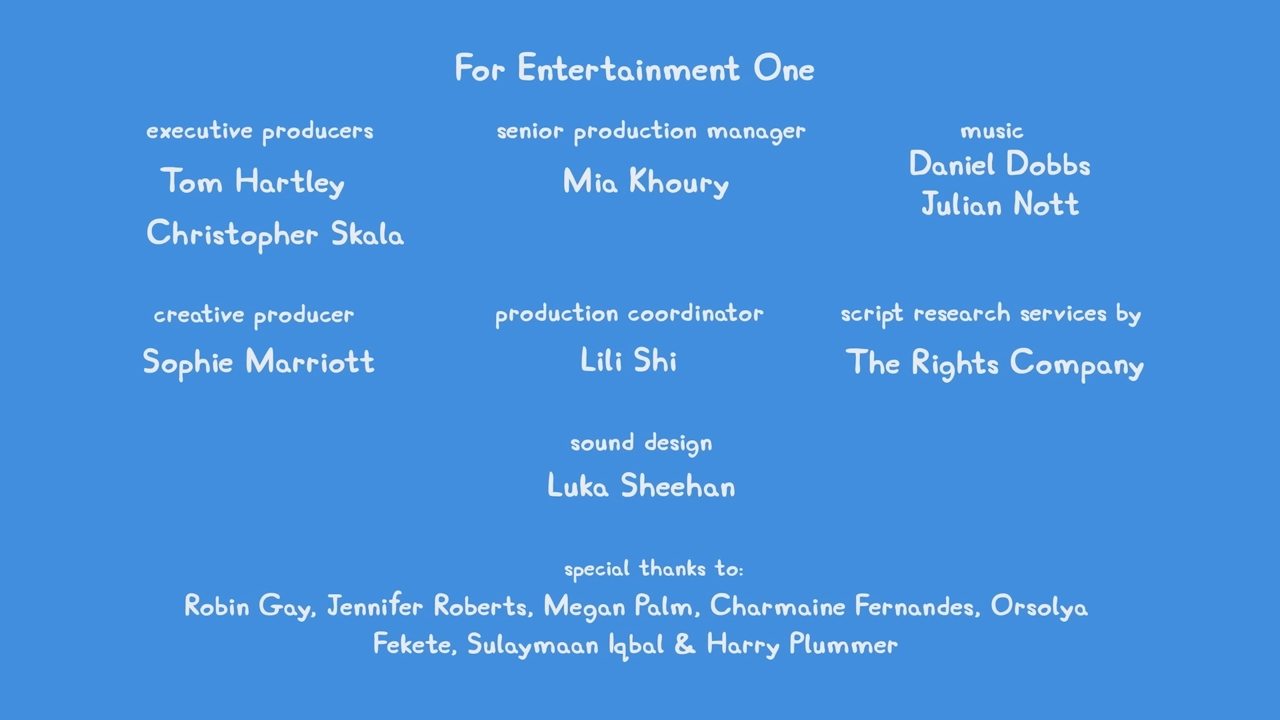 For Entertainment One
executive producers
Tom Hartley
Christopher Skala
senior production manager
Mia Khoury
music
Daniel Dobbs
Julian Nott
creative producer
Sophie Marriott
production coordinator
Lili Shi
script research services by
The Rights Company
sound design
Luka Sheehan
special thanks to:
Robin Gay, Jennifer Roberts, Megan Palm, Charmaine Fernandes, Orsolya
Fekete, Sulaymaan Iqbal & Harry Plummer